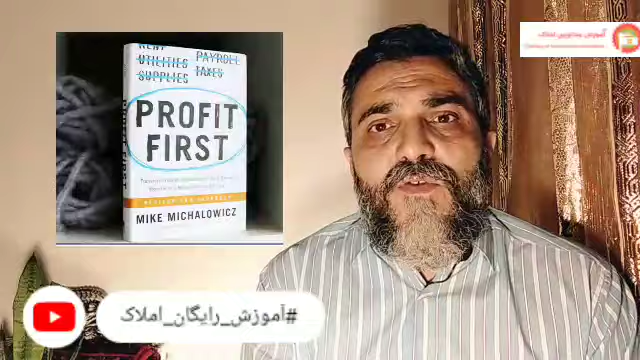 RENT
UTILITIES
SUPPLIES
PAYROLL
TAXES
PROFIT
FIRST
MIKE MICHALOWICZ
#آموزش_رایگان_املاک